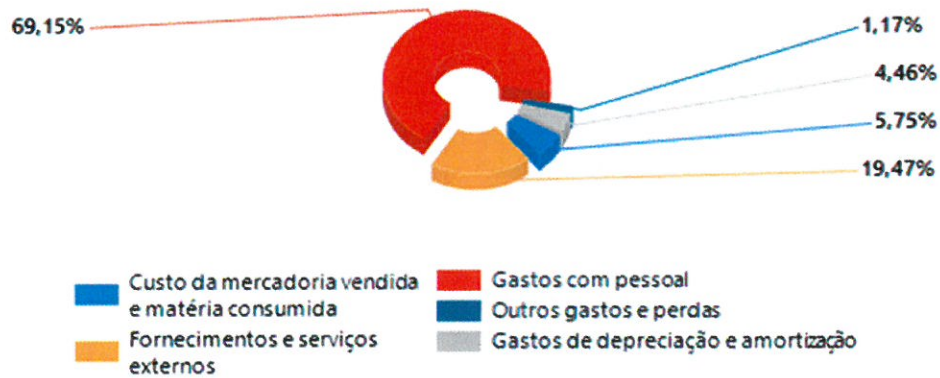 69,15%
1,17%
4,46%
5,75%
19,47%
Custo da mercadoria vendida
e matéria consumida
Fornecimentos e serviços
externos
Gastos com pessoal
Outros gastos e perdas
Gastos de depreciação e amortização